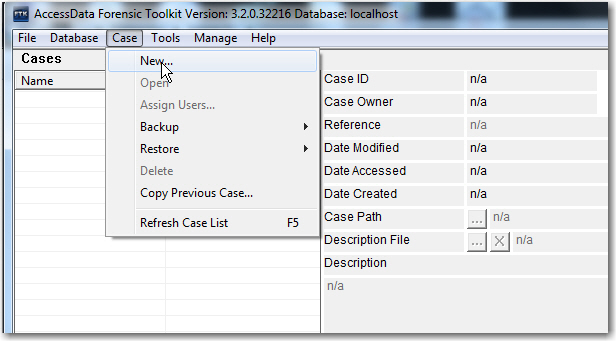 FTK AccessData Forensic Toolkit Version: 3.2.0.32216 Database: localhost
File Database Case Tools Manage Help
Cases
Name
New...
Open
Assign Users...
Backup
Restore
Delete
Copy Previous Case...
Refresh Case List F5
Case ID n/a
Case Owner n/a
Reference n/a
Date Modified n/a
Date Accessed n/a
Date Created n/a
Case Path ... n/a
Description File ... X n/a
Description
n/a